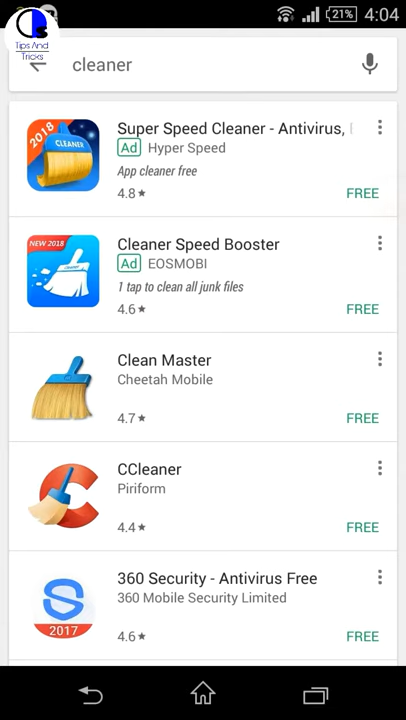 21% 4:04
Tips And
Tricks
cleaner
2018
CLEANER
Super Speed Cleaner - Antivirus,
Ad Hyper Speed
App cleaner free
4.8★ FREE
NEW 2018
Cleaner Speed Booster
Ad EOSMOBI
1 tap to clean all junk files
4.6★ FREE
Clean Master
Cheetah Mobile
4.7★ FREE
CCleaner
Piriform
4.4★ FREE
360 Security - Antivirus Free
360 Mobile Security Limited
2017
4.6★ FREE